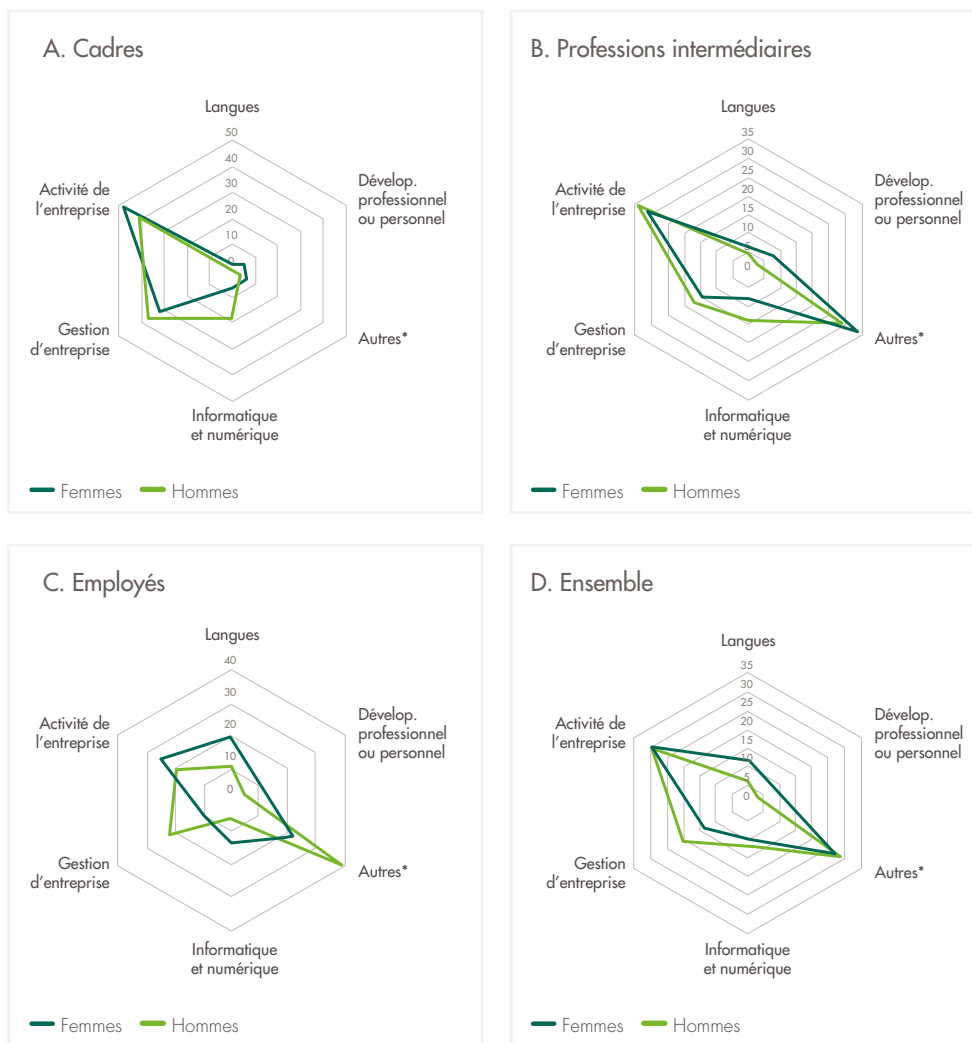 A. Cadres
Langues
50
40
30
20
10
0
Dévelop.
professionnel
ou personnel
Activité de
l'entreprise
Gestion
d'entreprise
Autres*
Informatique
et numérique
Femmes Hommes
B. Professions intermédiaires
Langues
35
30
25
20
15
10
5
0
Dévelop.
professionnel
ou personnel
Activité de
l'entreprise
Gestion
d'entreprise
Autres*
Informatique
et numérique
Femmes Hommes
C. Employés
Langues
40
30
20
10
0
Dévelop.
professionnel
ou personnel
Activité de
l'entreprise
Gestion
d'entreprise
Autres*
Informatique
et numérique
Femmes Hommes
D. Ensemble
Langues
35
30
25
20
15
10
5
0
Dévelop.
professionnel
ou personnel
Activité de
l'entreprise
Gestion
d'entreprise
Autres*
Informatique
et numérique
Femmes Hommes